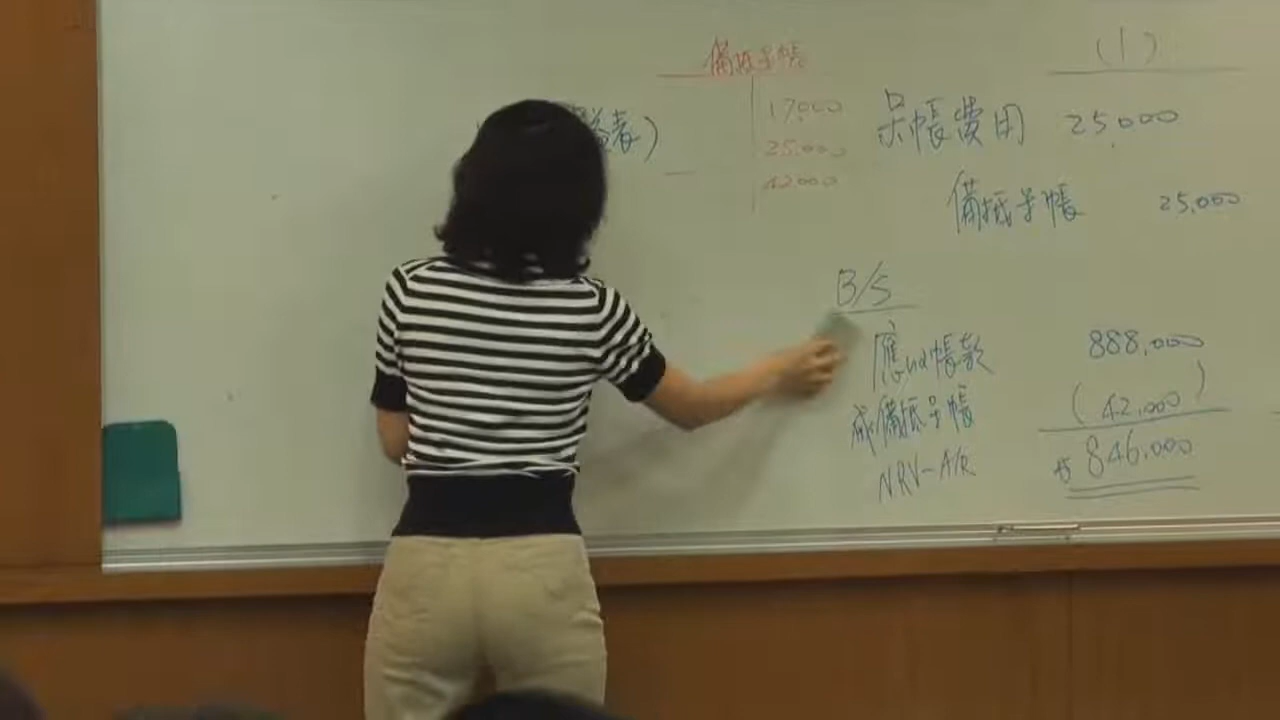 備抵呆帳
17,000
25,000
42,000
表)
(1)
呆帳費用 25,000
備抵呆帳 25,000
B/S
應收帳款 888,000
減備抵呆帳 (42,000)
NRV-A/R $846,000